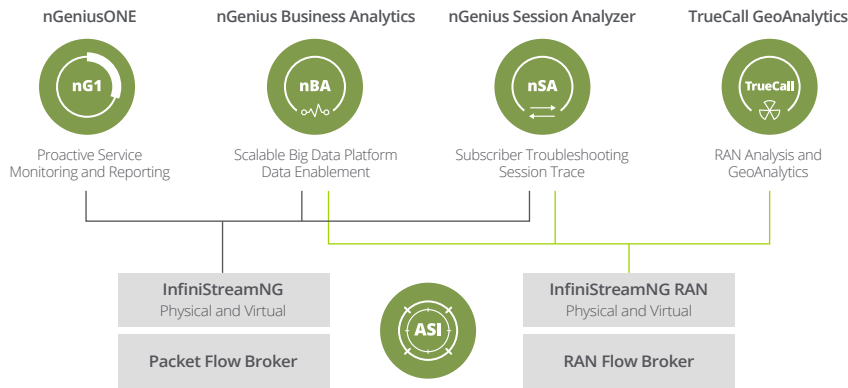 nGeniusONE
nGenius Business Analytics
nGenius Session Analyzer
TrueCall GeoAnalytics
nG1
nBA
nSA
TrueCall
Proactive Service
Monitoring and Reporting
Scalable Big Data Platform
Data Enablement
Subscriber Troubleshooting
Session Trace
RAN Analysis and
GeoAnalytics
InfiniStreamNG
Physical and Virtual
Packet Flow Broker
ASI
InfiniStreamNG RAN
Physical and Virtual
RAN Flow Broker